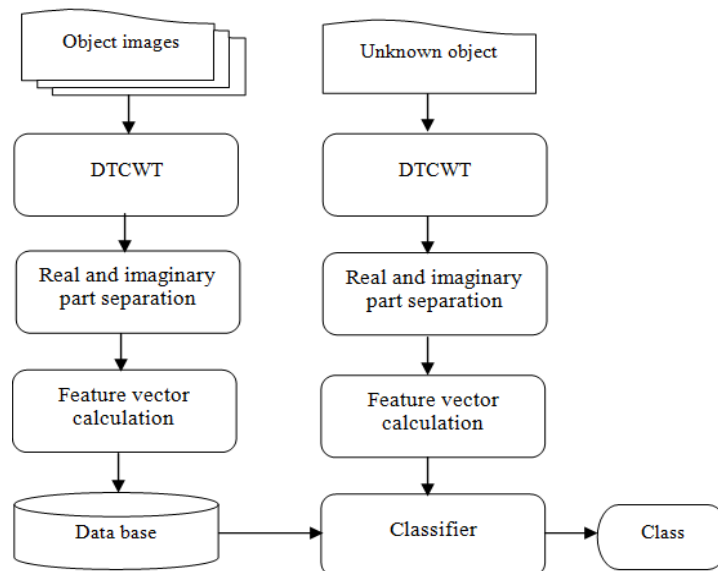 Object images
DTCWT
Real and imaginary
part separation
Feature vector
calculation
Data base
Unknown object
DTCWT
Real and imaginary
part separation
Feature vector
calculation
Classifier
Class